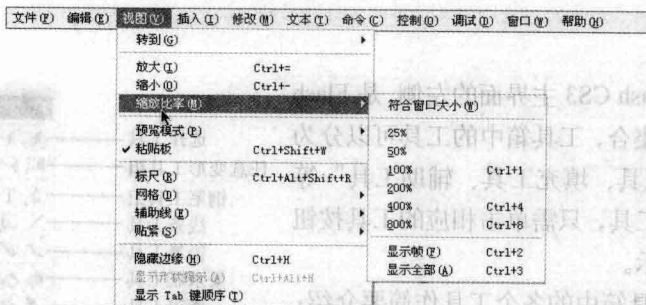 文件(F) 编辑(E) 视图(V) 插入(I) 修改(M) 文本(T) 命令(C) 控制(O) 调试(D) 窗口(W) 帮助(H)
转到(G)
放大(I) Ctrl+=
缩小(O) Ctrl+-
缩放比率(M)
预览模式(P)
✓ 粘贴板 Ctrl+Shift+W
标尺(R) Ctrl+Alt+Shift+R
网格(D)
辅助线(E)
贴紧(S)
隐藏边缘(H) Ctrl+H
显示形状提示(A) Ctrl+Alt+H
显示 Tab 键顺序(T)
符合窗口大小(W)
25%
50%
100% Ctrl+1
200%
400% Ctrl+4
800% Ctrl+8
显示帧(F) Ctrl+2
显示全部(A) Ctrl+3